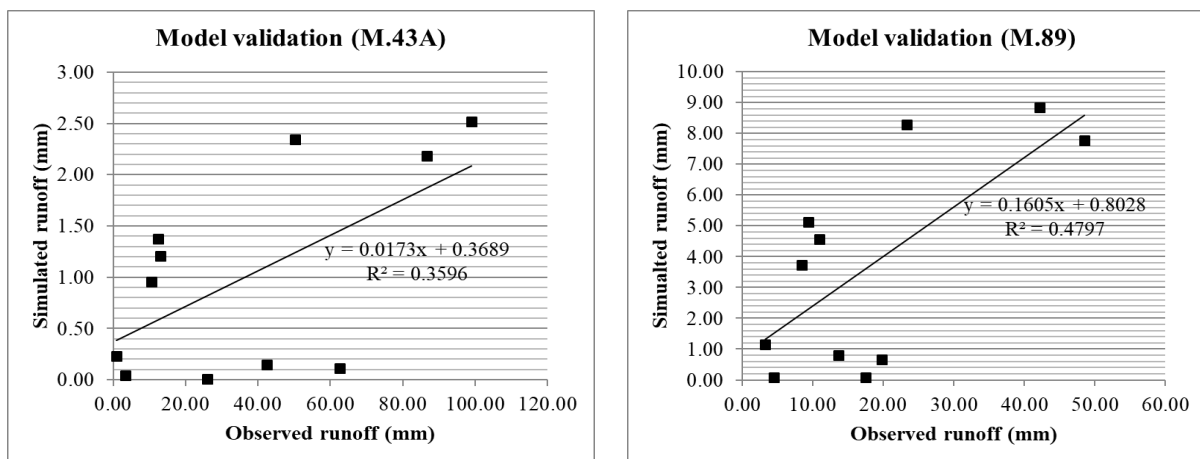 Model validation (M.43A)
3.00
2.50
2.00
1.50
1.00
0.50
0.00
Simulated runoff (mm)
y = 0.0173x + 0.3689
R² = 0.3596
0.00 20.00 40.00 60.00 80.00 100.00 120.00
Observed runoff (mm)
Model validation (M.89)
10.00
9.00
8.00
7.00
6.00
5.00
4.00
3.00
2.00
1.00
0.00
Simualted runoff (mm)
y = 0.1605x + 0.8028
R² = 0.4797
0.00 10.00 20.00 30.00 40.00 50.00 60.00
Observed runoff (mm)